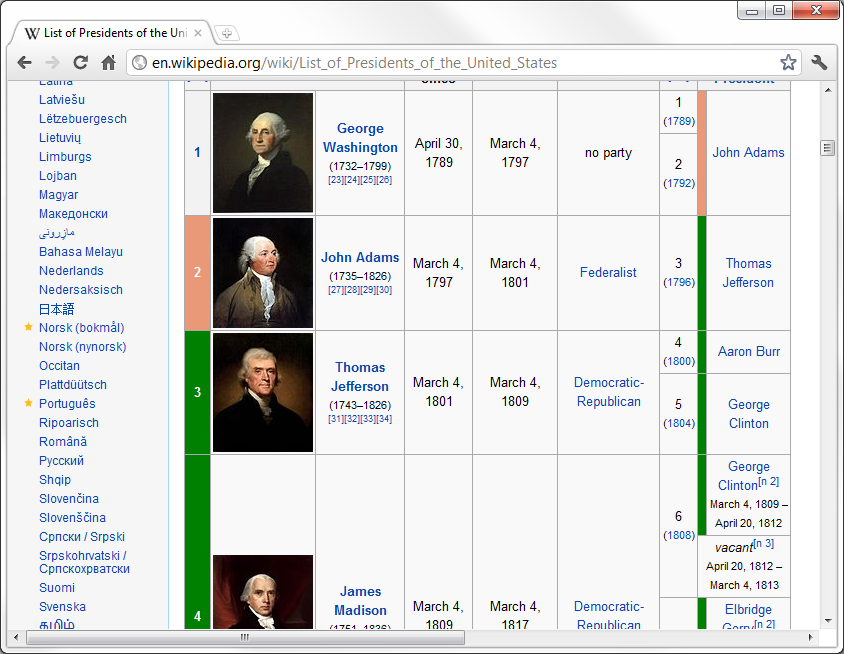 List of Presidents of the Uni
en.wikipedia.org/wiki/List_of_Presidents_of_the_United_States
Latina
Latviešu
Lëtzebuergesch
Lietuvių
Limburgs
Lojban
Magyar
Македонски
مازِرونی
Bahasa Melayu
Nederlands
Nedersaksisch
日本語
Norsk (bokmål)
Norsk (nynorsk)
Occitan
Plattdüütsch
Português
Ripoarisch
Română
Русский
Shqip
Slovenčina
Slovenščina
Српски / Srpski
Srpskohrvatski /
Српскохрватски
Suomi
Svenska
தமிழ்
President
1
George
Washington
(1732–1799)
[23][24][25][26]
April 30,
1789
March 4,
1797
no party
1
(1789)
2
(1792)
John Adams
2
John Adams
(1735–1826)
[27][28][29][30]
March 4,
1797
March 4,
1801
Federalist
3
(1796)
Thomas
Jefferson
3
Thomas
Jefferson
(1743–1826)
[31][32][33][34]
March 4,
1801
March 4,
1809
Democratic-
Republican
4
(1800)
Aaron Burr
5
(1804)
George
Clinton
4
James
Madison
(1751–1836)
March 4,
1809
March 4,
1817
Democratic-
Republican
6
(1808)
George
Clinton[n 2]
March 4, 1809 –
April 20, 1812
vacant[n 3]
April 20, 1812 –
March 4, 1813
Elbridge
Gerry[n 2]